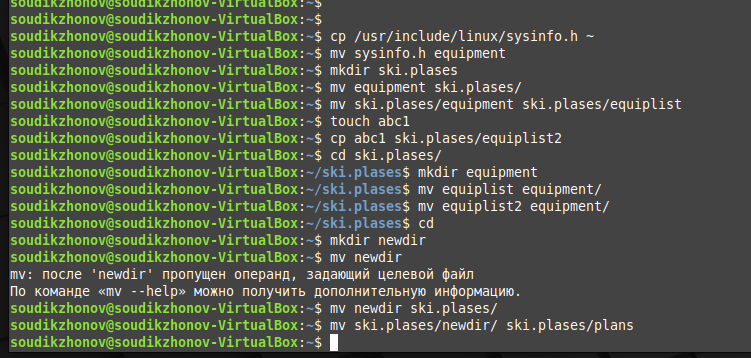 soudikzhonov@soudikzhonov-VirtualBox:~$
soudikzhonov@soudikzhonov-VirtualBox:~$
soudikzhonov@soudikzhonov-VirtualBox:~$ cp /usr/include/linux/sysinfo.h ~
soudikzhonov@soudikzhonov-VirtualBox:~$ mv sysinfo.h equipment
soudikzhonov@soudikzhonov-VirtualBox:~$ mkdir ski.plases
soudikzhonov@soudikzhonov-VirtualBox:~$ mv equipment ski.plases/
soudikzhonov@soudikzhonov-VirtualBox:~$ mv ski.plases/equipment ski.plases/equiplist
soudikzhonov@soudikzhonov-VirtualBox:~$ touch abc1
soudikzhonov@soudikzhonov-VirtualBox:~$ cp abc1 ski.plases/equiplist2
soudikzhonov@soudikzhonov-VirtualBox:~$ cd ski.plases/
soudikzhonov@soudikzhonov-VirtualBox:~/ski.plases$ mkdir equipment
soudikzhonov@soudikzhonov-VirtualBox:~/ski.plases$ mv equiplist equipment/
soudikzhonov@soudikzhonov-VirtualBox:~/ski.plases$ mv equiplist2 equipment/
soudikzhonov@soudikzhonov-VirtualBox:~/ski.plases$ cd
soudikzhonov@soudikzhonov-VirtualBox:~$ mkdir newdir
soudikzhonov@soudikzhonov-VirtualBox:~$ mv newdir
mv: после 'newdir' пропущен операнд, задающий целевой файл
По команде «mv --help» можно получить дополнительную информацию.
soudikzhonov@soudikzhonov-VirtualBox:~$ mv newdir ski.plases/
soudikzhonov@soudikzhonov-VirtualBox:~$ mv ski.plases/newdir/ ski.plases/plans
soudikzhonov@soudikzhonov-VirtualBox:~$